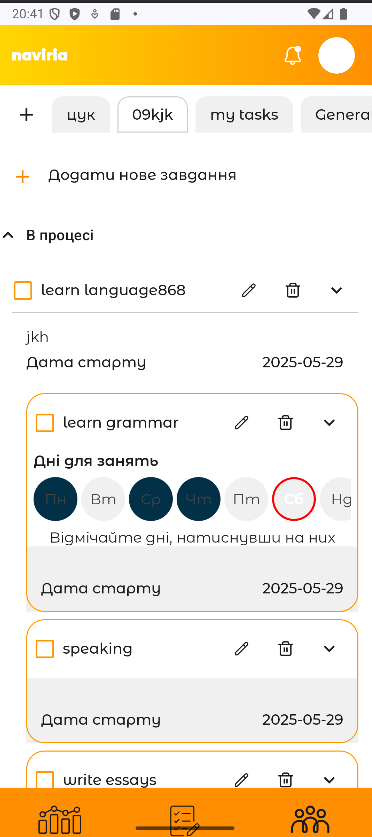 20:41
naviria
+ цук 09kjk my tasks Genera
+ Додати нове завдання
В процесі
learn language868
jkh
Дата старту 2025-05-29
learn grammar
Дні для занять
Пн Вт Ср Чт Пт Сб Нд
Відмічайте дні, натиснувши на них
Дата старту 2025-05-29
speaking
Дата старту 2025-05-29
write essays